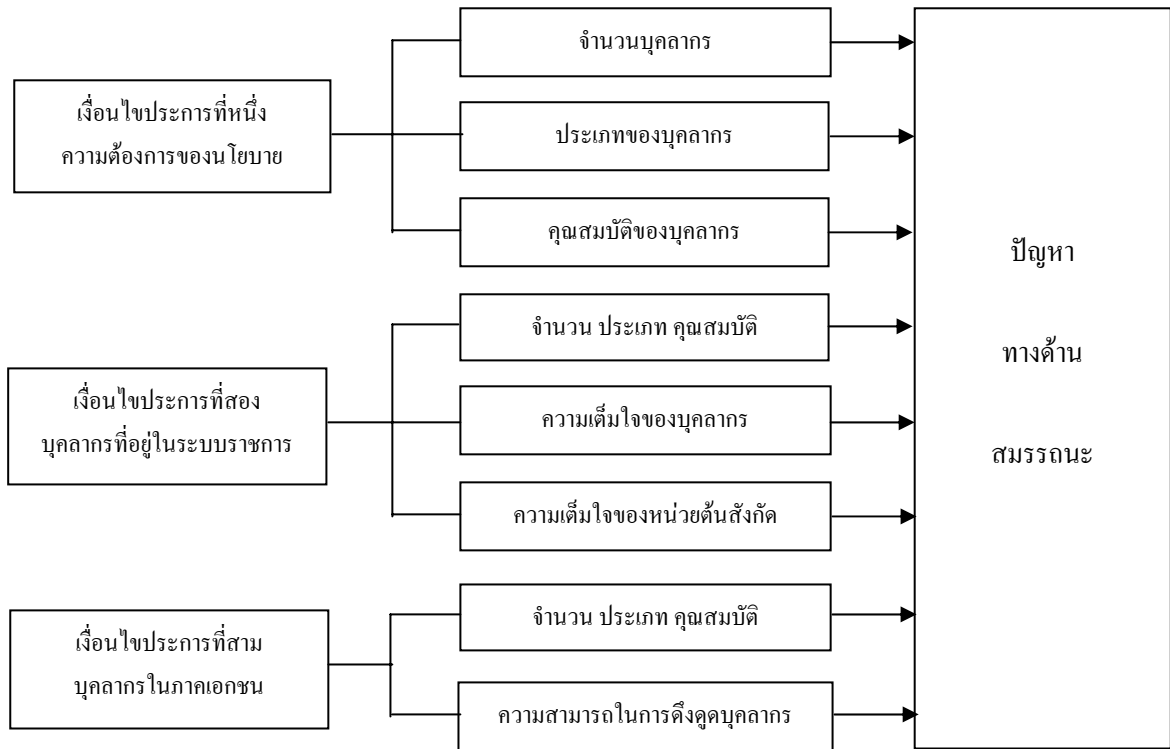 เงื่อนไขประการที่หนึ่ง
ความต้องการของนโยบาย
จำนวนบุคลากร
ประเภทของบุคลากร
คุณสมบัติของบุคลากร
เงื่อนไขประการที่สอง
บุคลากรที่อยู่ในระบบราชการ
จำนวน ประเภท คุณสมบัติ
ความเต็มใจของบุคลากร
ความเต็มใจของหน่วยต้นสังกัด
เงื่อนไขประการที่สาม
บุคลากรในภาคเอกชน
จำนวน ประเภท คุณสมบัติ
ความสามารถในการดึงดูดบุคลากร
ปัญหา
ทางด้าน
สมรรถนะ